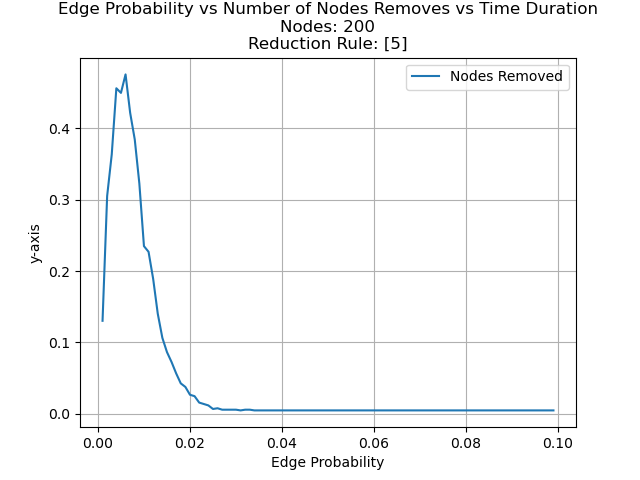 Edge Probability vs Number of Nodes Removes vs Time Duration
Nodes: 200
Reduction Rule: [5]
Nodes Removed
0.4
0.3
0.2
0.1
0.0
y-axis
0.00 0.02 0.04 0.06 0.08 0.10
Edge Probability